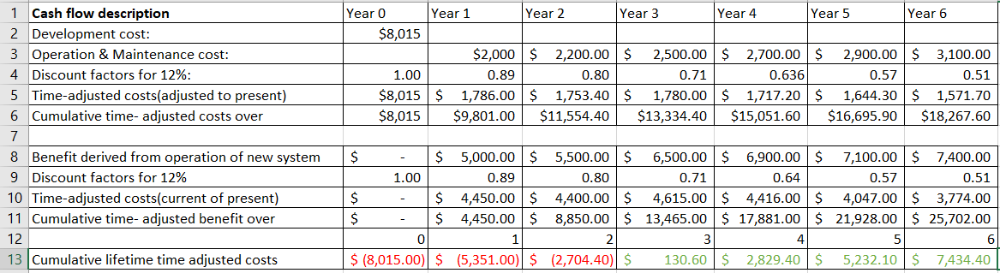 1 Cash flow description Year 0 Year 1 Year 2 Year 3 Year 4 Year 5 Year 6
2 Development cost: $8,015
3 Operation & Maintenance cost: $2,000 $ 2,200.00 $ 2,500.00 $ 2,700.00 $ 2,900.00 $ 3,100.00
4 Discount factors for 12%: 1.00 0.89 0.80 0.71 0.636 0.57 0.51
5 Time-adjusted costs(adjusted to present) $8,015 $ 1,786.00 $ 1,753.40 $ 1,780.00 $ 1,717.20 $ 1,644.30 $ 1,571.70
6 Cumulative time- adjusted costs over $8,015 $9,801.00 $11,554.40 $13,334.40 $15,051.60 $16,695.90 $18,267.60
7
8 Benefit derived from operation of new system $ - $ 5,000.00 $ 5,500.00 $ 6,500.00 $ 6,900.00 $ 7,100.00 $ 7,400.00
9 Discount factors for 12% 1.00 0.89 0.80 0.71 0.64 0.57 0.51
10 Time-adjusted costs(current of present) $ - $ 4,450.00 $ 4,400.00 $ 4,615.00 $ 4,416.00 $ 4,047.00 $ 3,774.00
11 Cumulative time- adjusted benefit over $ - $ 4,450.00 $ 8,850.00 $ 13,465.00 $ 17,881.00 $ 21,928.00 $ 25,702.00
12 0 1 2 3 4 5 6
13 Cumulative lifetime time adjusted costs $ (8,015.00) $ (5,351.00) $ (2,704.40) $ 130.60 $ 2,829.40 $ 5,232.10 $ 7,434.40